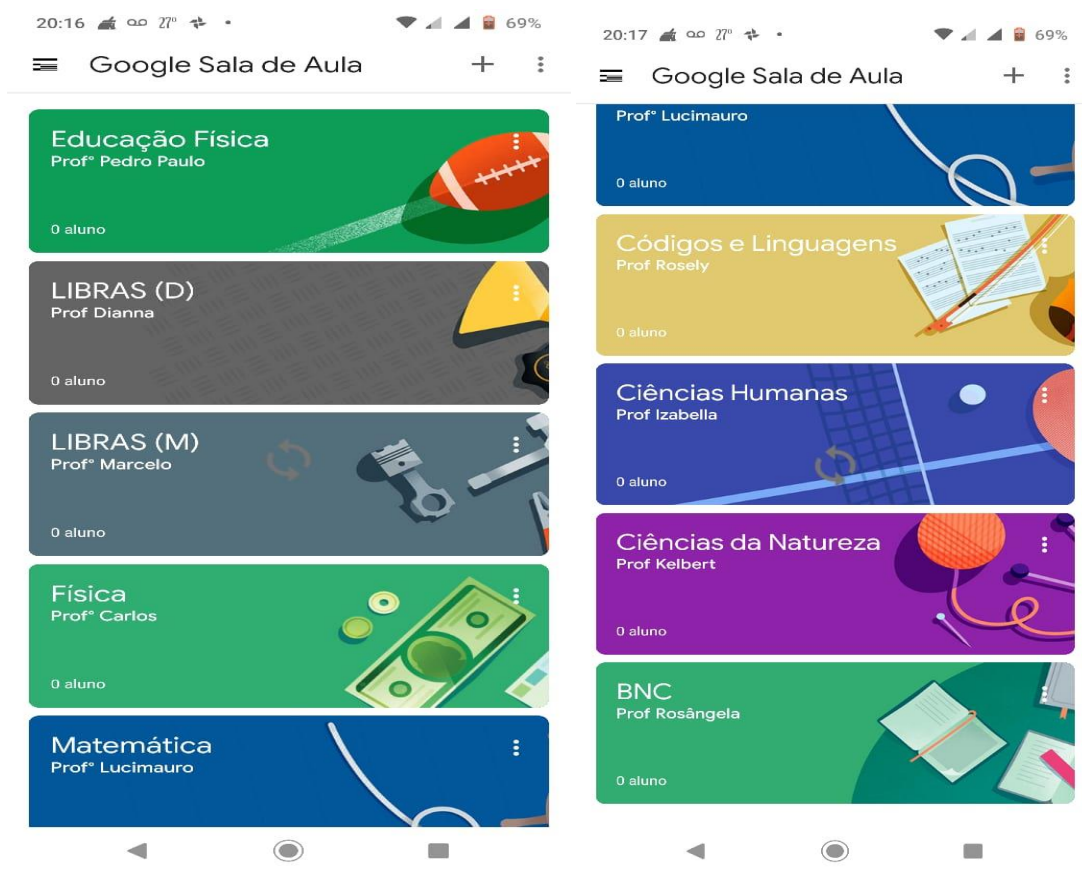 20:16 27º 69%
Google Sala de Aula
Educação Física
Profº Pedro Paulo
0 aluno
LIBRAS (D)
Prof Dianna
0 aluno
LIBRAS (M)
Profº Marcelo
0 aluno
Física
Profº Carlos
0 aluno
Matemática
Profº Lucimauro
20:17 27º 69%
Google Sala de Aula
Profº Lucimauro
0 aluno
Códigos e Linguagens
Prof Rosely
0 aluno
Ciências Humanas
Prof Izabella
0 aluno
Ciências da Natureza
Prof Kelbert
0 aluno
BNC
Prof Rosângela
0 aluno